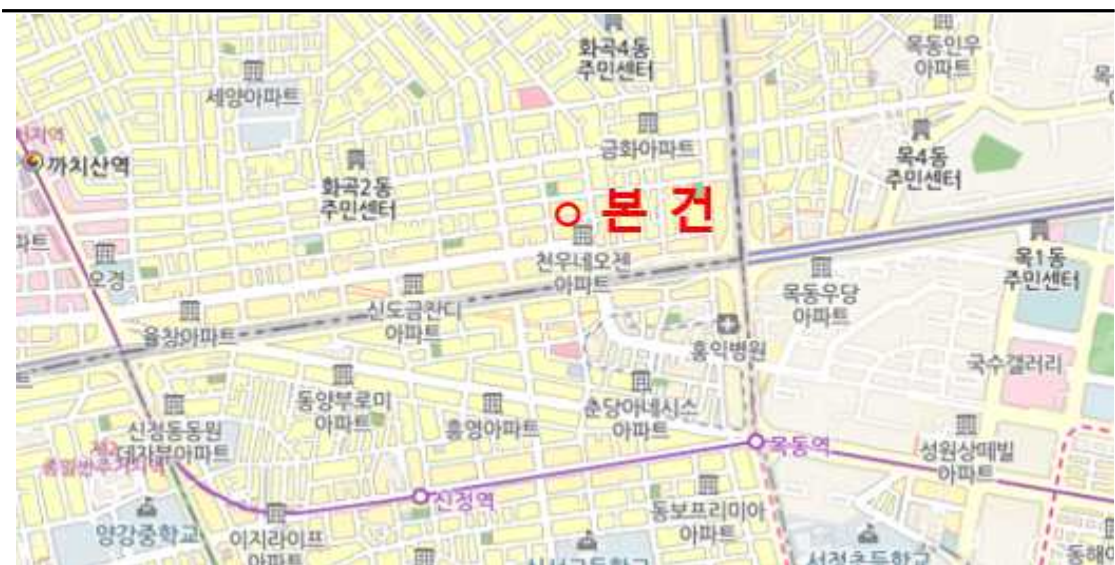 화곡4동
주민센터
목동인우
아파트
세양아파트
금화아파트
까치산역
목4동
주민센터
화곡2동
주민센터
본 건
목1동
주민센터
오경
천우네오젠
아파트
신도금잔디
아파트
목동우당
아파트
율창아파트
홍익병원
국수갤러리
동양부로미
아파트
홍영아파트
춘당아네시스
아파트
신정동동원
데자뷰아파트
목동역
성원상떼빌
아파트
신정역
양강중학교
이지라이프
아파트
동보프리미아
아파트